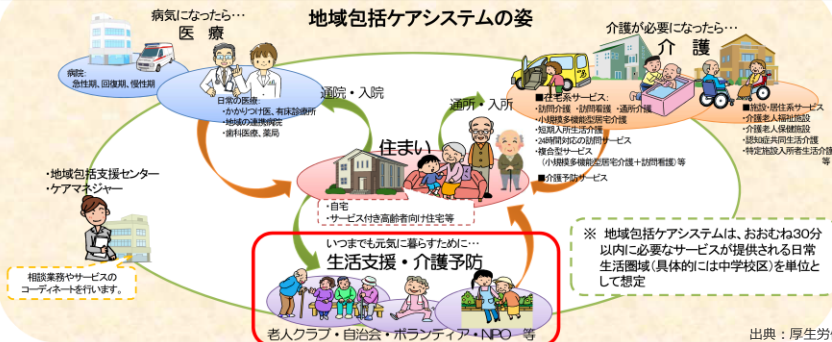 地域包括ケアシステムの姿
病気になったら…
医 療
病院:
急性期、回復期、慢性期
日常の医療:
・かかりつけ医、有床診療所
・地域の連携病院
・歯科医療、薬局
通院・入院
通所・入所
介護が必要になったら…
介 護
■在宅系サービス:
・訪問介護 ・訪問看護 ・通所介護
・小規模多機能型居宅介護
・短期入所生活介護
・24時間対応の訪問サービス
・複合型サービス
(小規模多機能型居宅介護+訪問看護)等
■介護予防サービス
■施設・居住系サービス
・介護老人福祉施設
・介護老人保健施設
・認知症共同生活介護
・特定施設入所者生活介護
等
住まい
・自宅
・サービス付き高齢者向け住宅等
・地域包括支援センター
・ケアマネジャー
相談業務やサービスの
コーディネートを行います。
いつまでも元気に暮らすために…
生活支援・介護予防
老人クラブ・自治会・ボランティア・NPO 等
※ 地域包括ケアシステムは、おおむね30分
以内に必要なサービスが提供される日常
生活圏域(具体的には中学校区)を単位と
して想定
出典:厚生労